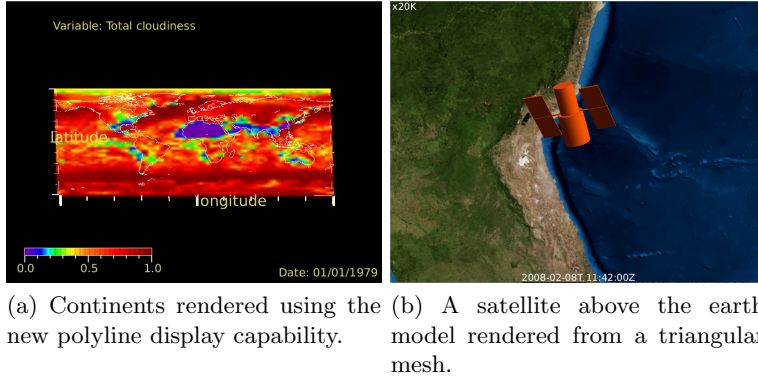 Variable: Total cloudiness
latitude
longitude
0.0 0.5 1.0
Date: 01/01/1979
x20K
2008-02-08T.11:42:00Z
(a) Continents rendered using the
new polyline display capability.
(b) A satellite above the earth
model rendered from a triangular
mesh.